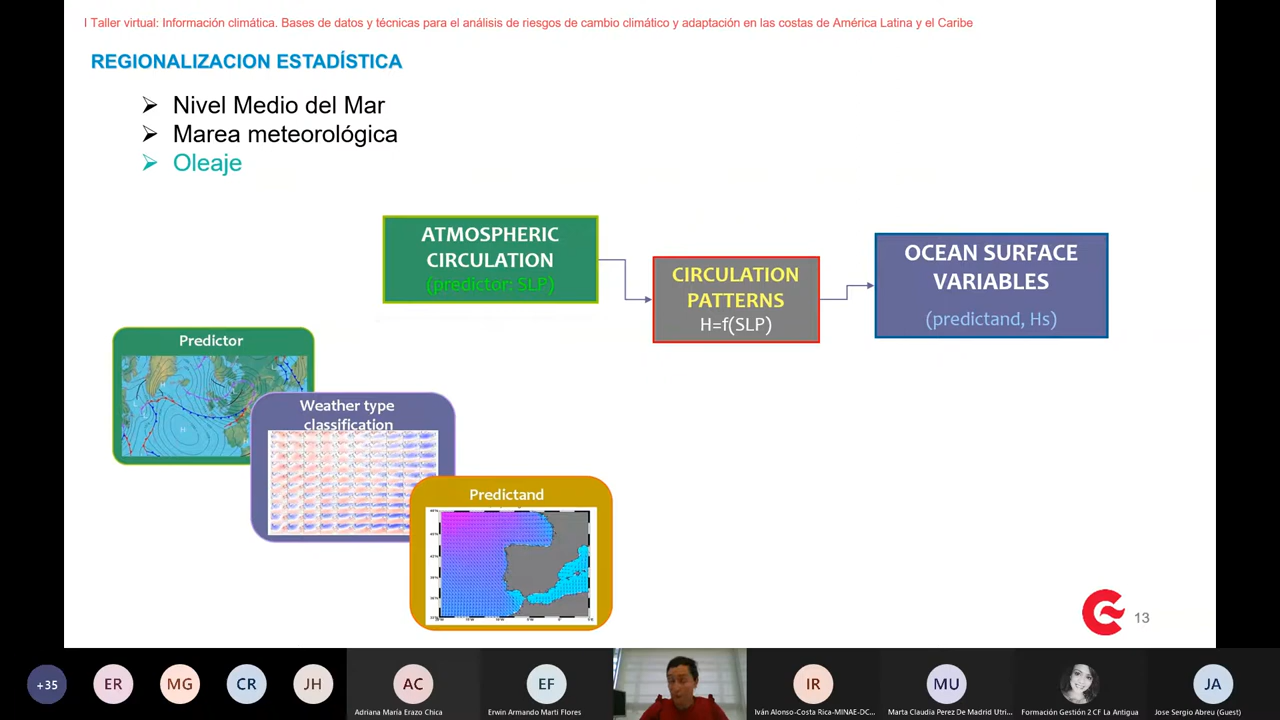 I Taller virtual: Información climática. Bases de datos y técnicas para el análisis de riesgos de cambio climático y adaptación en las costas de América Latina y el Caribe
REGIONALIZACION ESTADÍSTICA
➢ Nivel Medio del Mar
➢ Marea meteorológica
➢ Oleaje
ATMOSPHERIC
CIRCULATION
(predictor: SLP)
CIRCULATION
PATTERNS
H=f(SLP)
OCEAN SURFACE
VARIABLES
(predictand, Hs)
Predictor
Weather type
classification
Predictand
13
+35
ER
MG
CR
JH
AC
EF
IR
MU
JA
Adriana María Erazo Chica
Erwin Armando Marti Flores
Iván Alonso-Costa Rica-MINAE-DC...
Marta Claudia Perez De Madrid Utri...
Formación Gestión 2 CF La Antigua
Jose Sergio Abreu (Guest)